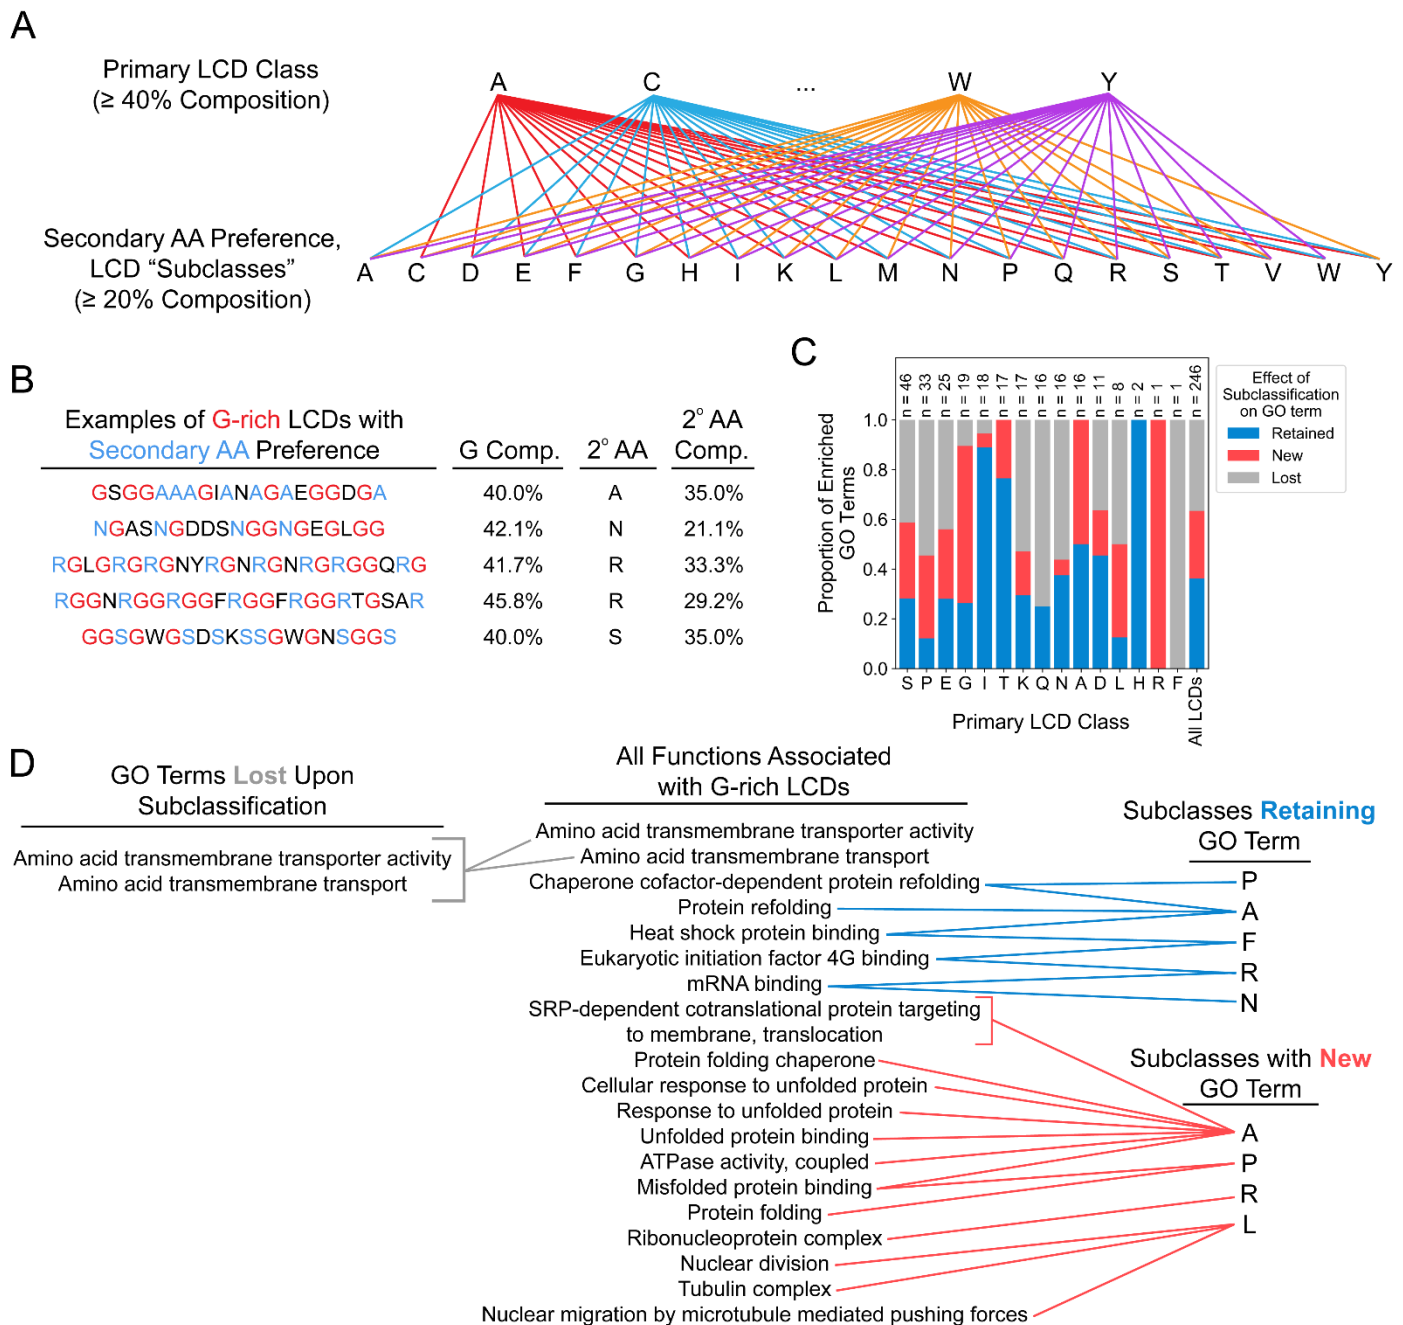 A
Primary LCD Class
(≥ 40% Composition)
A C ... W Y
Secondary AA Preference,
LCD “Subclasses”
(≥ 20% Composition)
A C D E F G H I K L M N P Q R S T V W Y
B
Examples of G-rich LCDs with
Secondary AA Preference
G Comp.
2° AA
2° AA
Comp.
GSGGAAAGIANAGAEGGDGA 40.0% A 35.0%
NGASNGDDSNGGNGEGLGG 42.1% N 21.1%
RGLGRGRGNYRGNRGNRGRGGQRG 41.7% R 33.3%
RGGNRGGRGGFRGGFRGGRTGSAR 45.8% R 29.2%
GGSGWGSDSKSSGWGNSGGS 40.0% S 35.0%
C
n = 46
n = 33
n = 25
n = 19
n = 18
n = 17
n = 17
n = 16
n = 16
n = 16
n = 11
n = 8
n = 2
n = 1
n = 1
n = 246
Proportion of Enriched
GO Terms
1.0
0.8
0.6
0.4
0.2
0.0
S P E G I T K Q N A D L H R F All LCDs
Primary LCD Class
Effect of
Subclassification
on GO term
Retained
New
Lost
D
GO Terms Lost Upon
Subclassification
Amino acid transmembrane transporter activity
Amino acid transmembrane transport
All Functions Associated
with G-rich LCDs
Amino acid transmembrane transporter activity
Amino acid transmembrane transport
Chaperone cofactor-dependent protein refolding
Protein refolding
Heat shock protein binding
Eukaryotic initiation factor 4G binding
mRNA binding
SRP-dependent cotranslational protein targeting
to membrane, translocation
Protein folding chaperone
Cellular response to unfolded protein
Response to unfolded protein
Unfolded protein binding
ATPase activity, coupled
Misfolded protein binding
Protein folding
Ribonucleoprotein complex
Nuclear division
Tubulin complex
Nuclear migration by microtubule mediated pushing forces
Subclasses Retaining
GO Term
P
A
F
R
N
Subclasses with New
GO Term
A
P
R
L